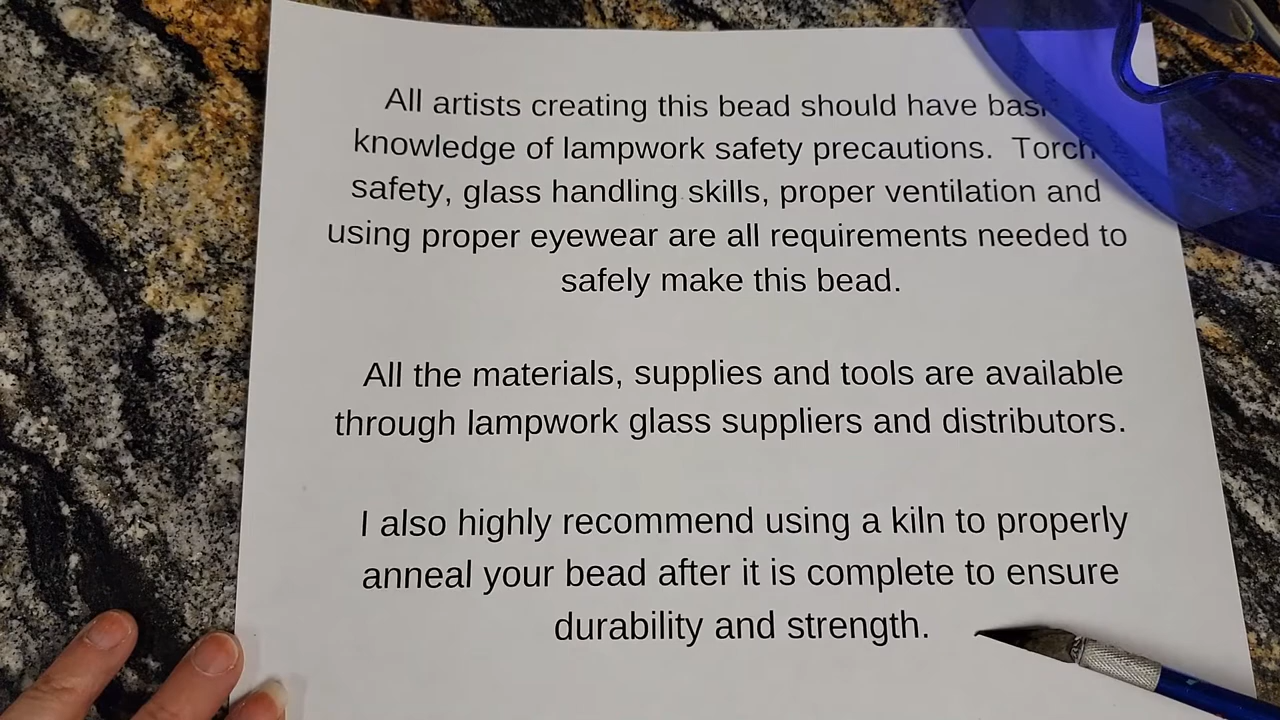 All artists creating this bead should have
knowledge of lampwork safety precautions. Torch
safety, glass handling skills, proper ventilation and
using proper eyewear are all requirements needed to
safely make this bead.
All the materials, supplies and tools are available
through lampwork glass suppliers and distributors.
I also highly recommend using a kiln to properly
anneal your bead after it is complete to ensure
durability and strength.